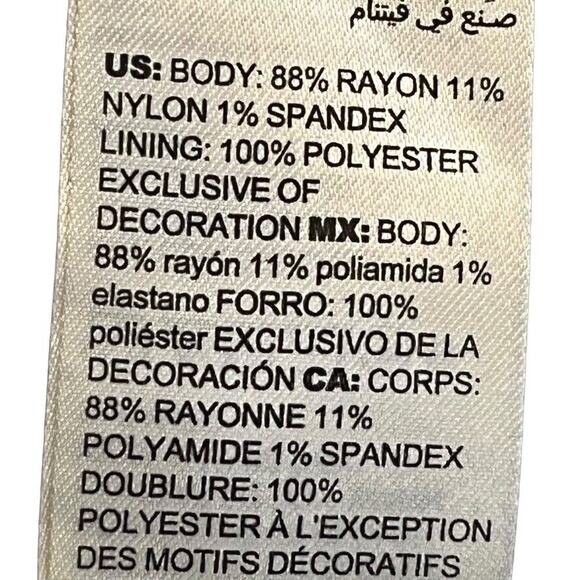 صنع في فيتنام
US: BODY: 88% RAYON 11%
NYLON 1% SPANDEX
LINING: 100% POLYESTER
EXCLUSIVE OF
DECORATION MX: BODY:
88% rayón 11% poliamida 1%
elastano FORRO: 100%
poliéster EXCLUSIVO DE LA
DECORACIÓN CA: CORPS:
88% RAYONNE 11%
POLYAMIDE 1% SPANDEX
DOUBLURE: 100%
POLYESTER À L'EXCEPTION
DES MOTIFS DÉCORATIFS